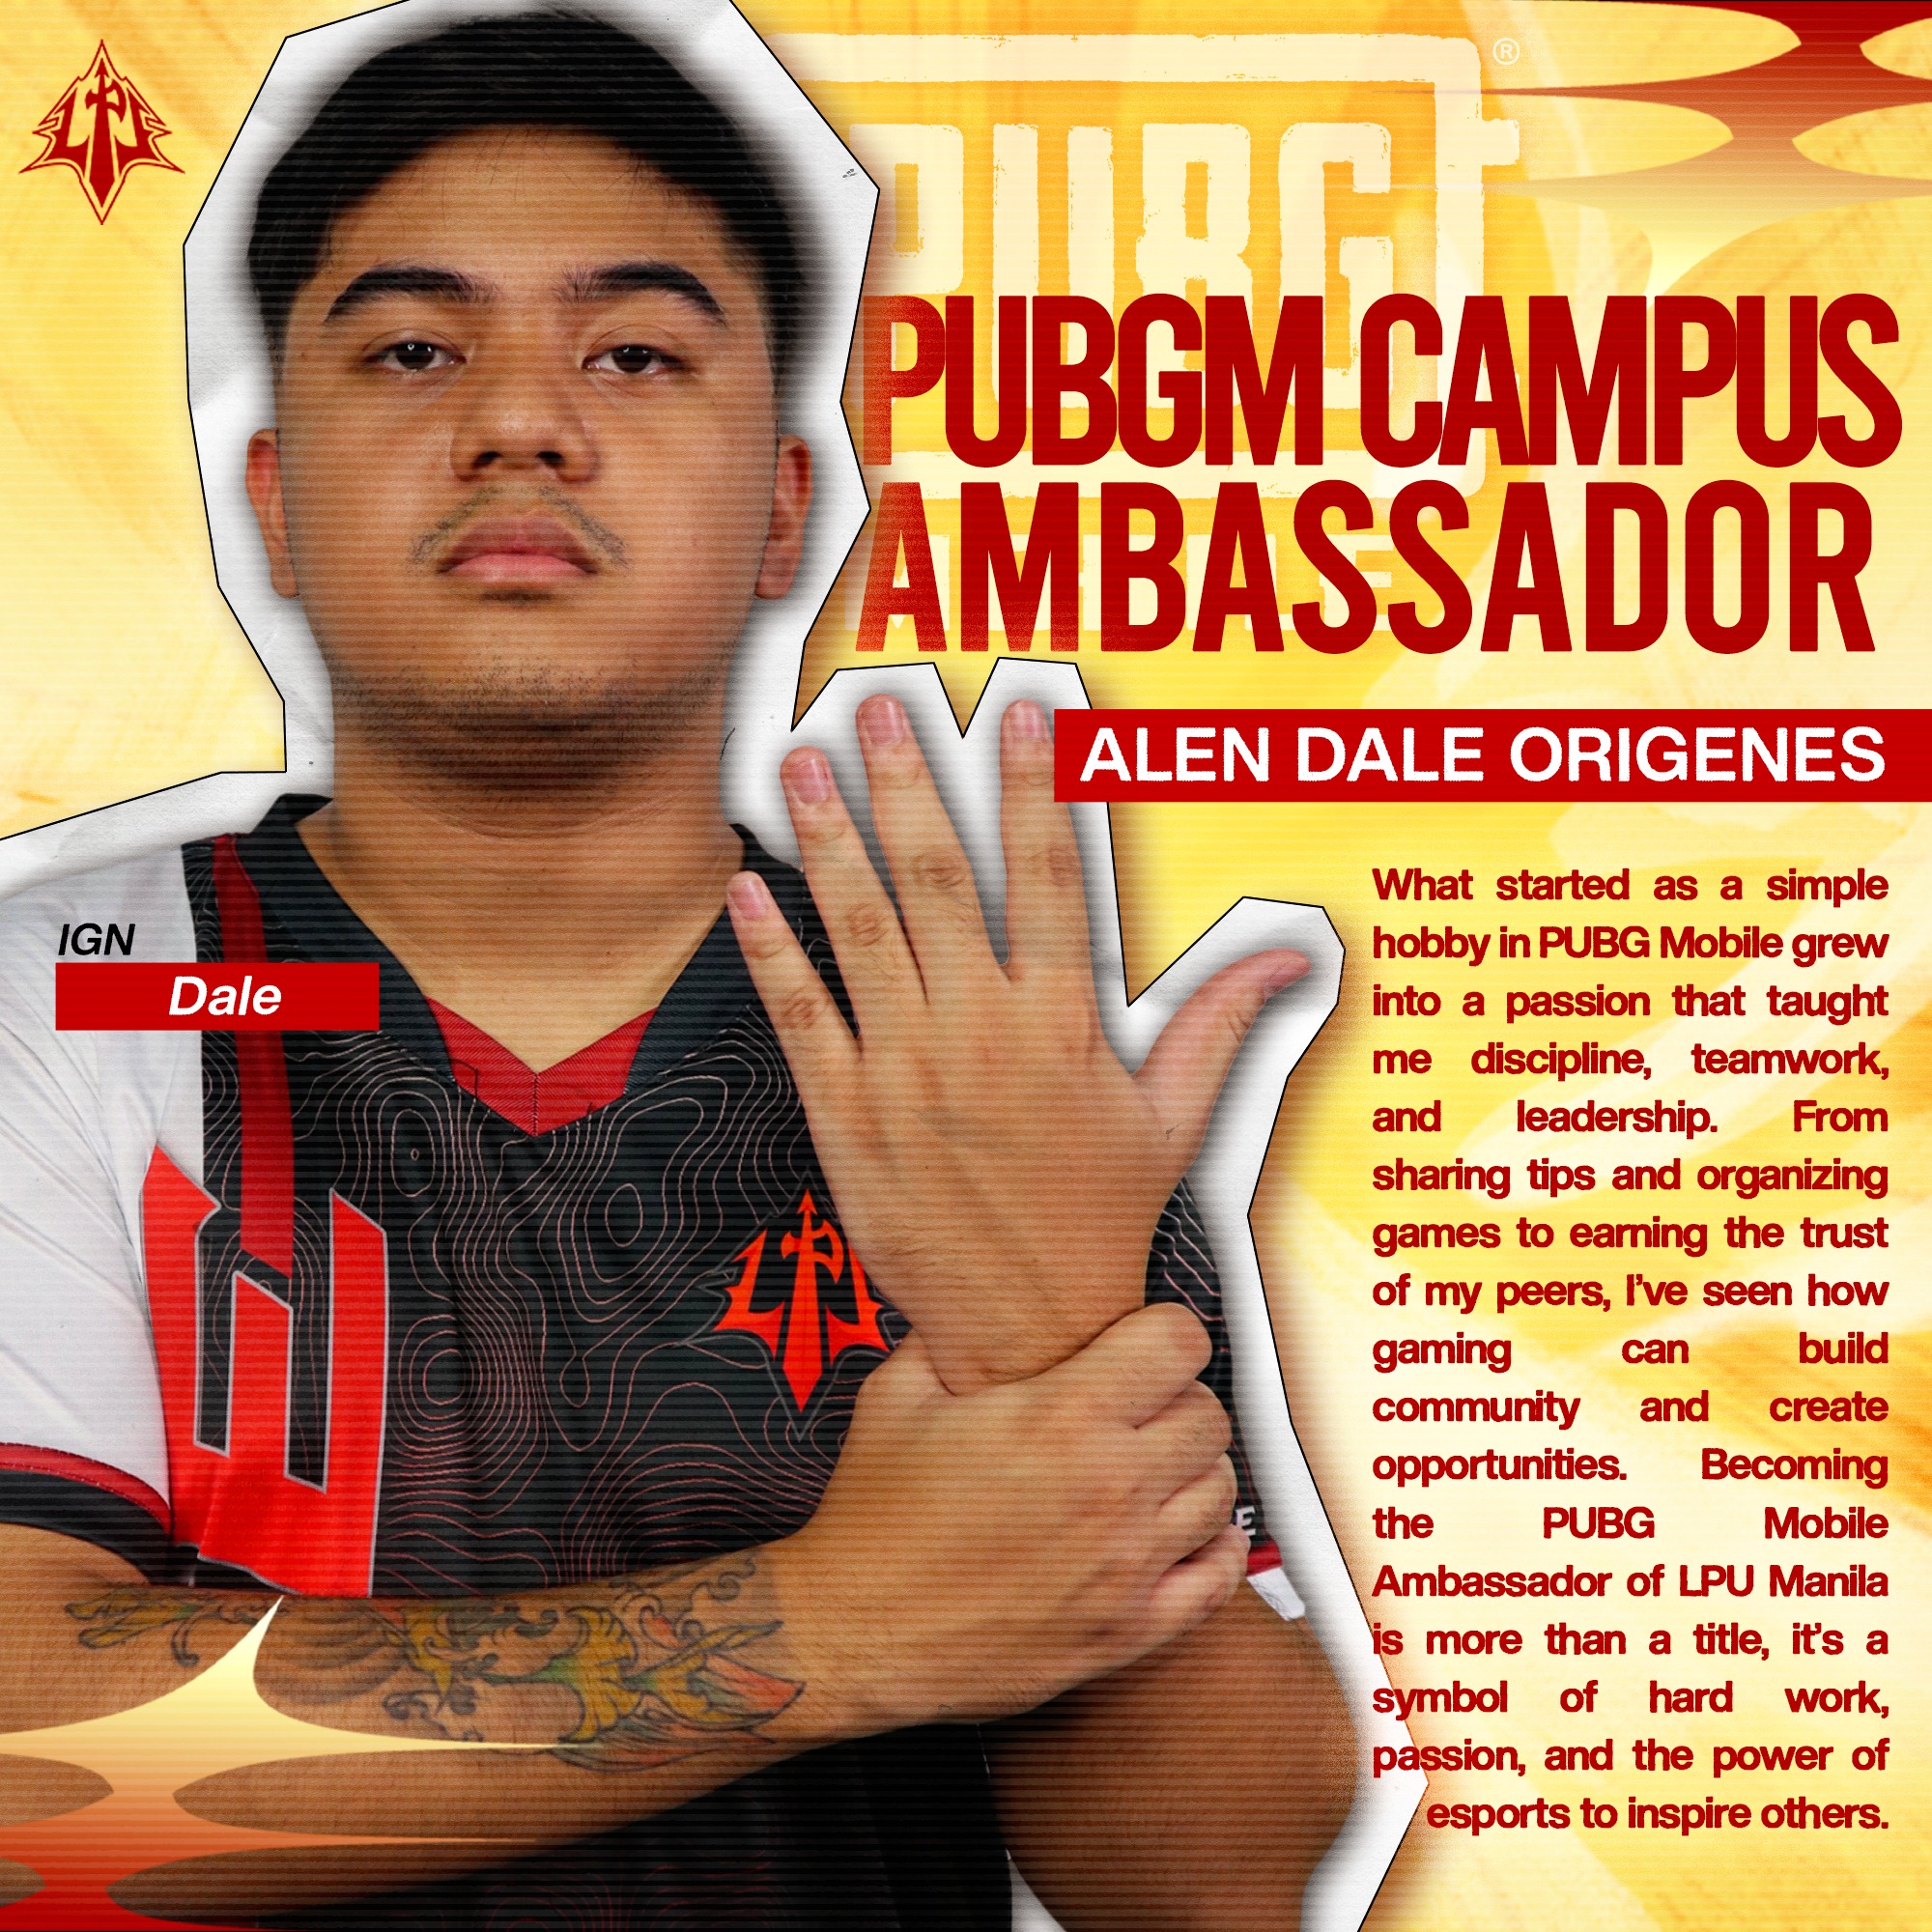 LPU
PUBG
®
PUBGM CAMPUS
AMBASSADOR
ALEN DALE ORIGENES
IGN
Dale
LPU
E
What started as a simple
hobby in PUBG Mobile grew
into a passion that taught
me discipline, teamwork,
and leadership. From
sharing tips and organizing
games to earning the trust
of my peers, I've seen how
gaming can build
community and create
opportunities. Becoming
the PUBG Mobile
Ambassador of LPU Manila
is more than a title, it's a
symbol of hard work,
passion, and the power of
esports to inspire others.